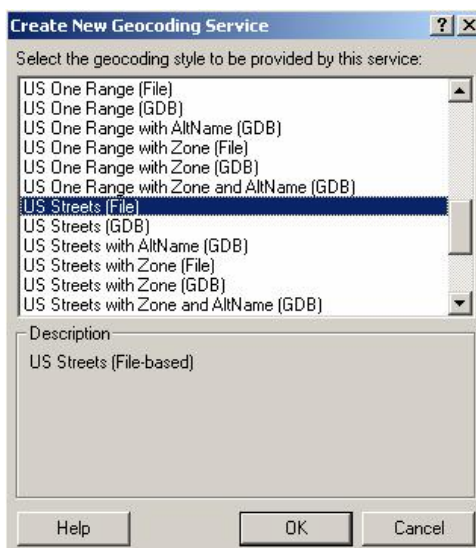 Create New Geocoding Service
Select the geocoding style to be provided by this service:
US One Range (File)
US One Range (GDB)
US One Range with AltName (GDB)
US One Range with Zone (File)
US One Range with Zone (GDB)
US One Range with Zone and AltName (GDB)
US Streets (File)
US Streets (GDB)
US Streets with AltName (GDB)
US Streets with Zone (File)
US Streets with Zone (GDB)
US Streets with Zone and AltName (GDB)
Description
US Streets (File-based)
Help OK Cancel